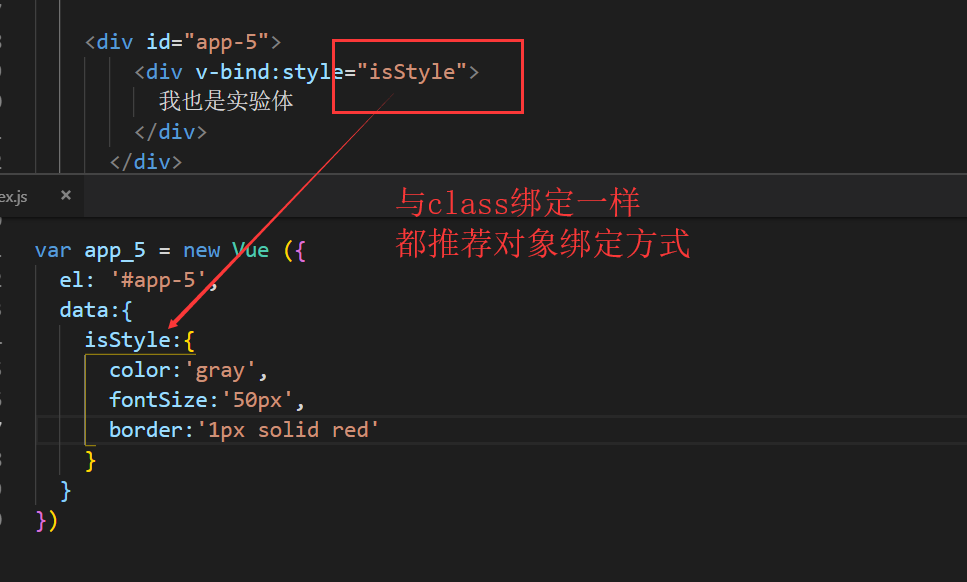 <div id="app-5">
<div v-bind:style="isStyle">
我也是实验体
</div>
</div>
ex.js ×
与class绑定一样
都推荐对象绑定方式
var app_5 = new Vue ({
el: '#app-5',
data:{
isStyle:{
color:'gray',
fontSize:'50px',
border:'1px solid red'
}
}
})